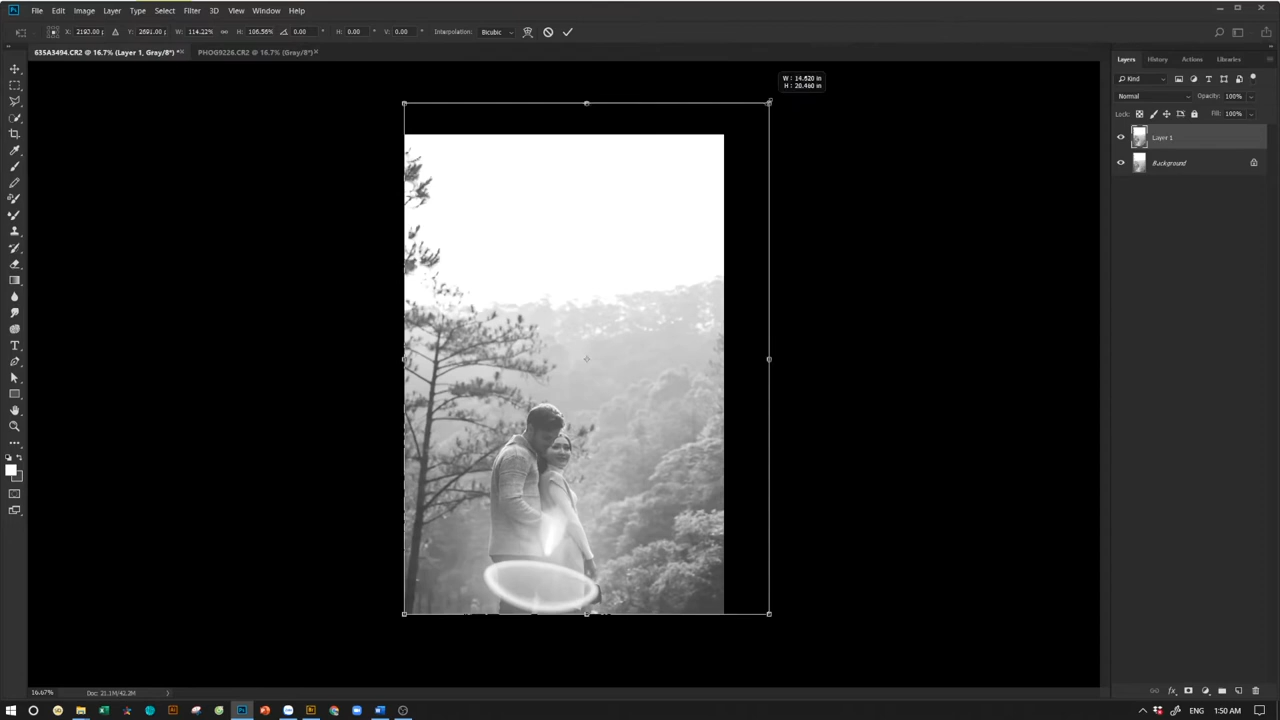 File Edit Image Layer Type Select Filter 3D View Window Help
X: 2193.00 Y: 2691.00 W: 114.22% H: 106.56% 0.00 ° H: 0.00 ° V: 0.00 ° Interpolation: Bicubic
635A3494.CR2 @ 16.7% (Layer 1, Gray/8*) * PHOG9226.CR2 @ 16.7% (Gray/8*)
Layers History Actions Libraries
Kind
Normal Opacity: 100%
Lock: Fill: 100%
Layer 1
Background
W: 14.620 in
H: 20.460 in
16.67% Doc: 21.1M/42.2M
ENG 1:50 AM